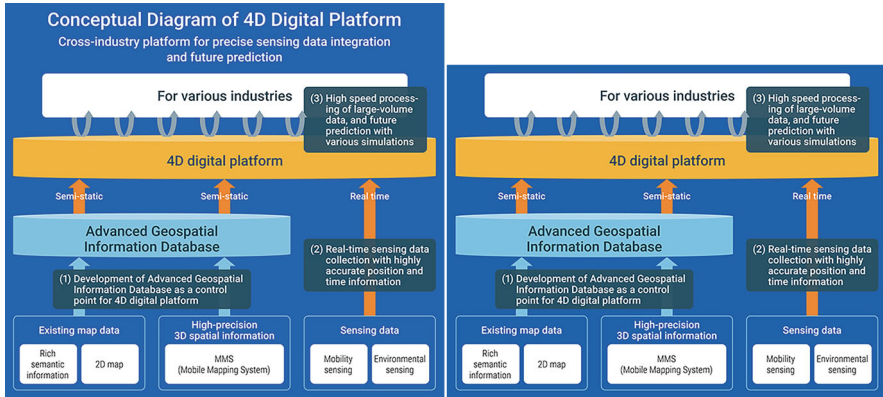 Conceptual Diagram of 4D Digital Platform
Cross-industry platform for precise sensing data integration
and future prediction
For various industries
(3) High speed process-
ing of large-volume
data, and future
prediction with
various simulations
4D digital platform
Semi-static
Semi-static
Real time
Advanced Geospatial
Information Database
(2) Real-time sensing data
collection with highly
accurate position and
time information
(1) Development of Advanced Geospatial
Information Database as a control
point for 4D digital platform
Existing map data
Rich
semantic
information
2D map
High-precision
3D spatial information
MMS
(Mobile Mapping System)
Sensing data
Mobility
sensing
Environmental
sensing
For various industries
(3) High speed process-
ing of large-volume
data, and future
prediction with
various simulations
4D digital platform
Semi-static
Semi-static
Real time
Advanced Geospatial
Information Database
(2) Real-time sensing data
collection with highly
accurate position and
time information
(1) Development of Advanced Geospatial
Information Database as a control
point for 4D digital platform
Existing map data
Rich
semantic
information
2D map
High-precision
3D spatial information
MMS
(Mobile Mapping System)
Sensing data
Mobility
sensing
Environmental
sensing